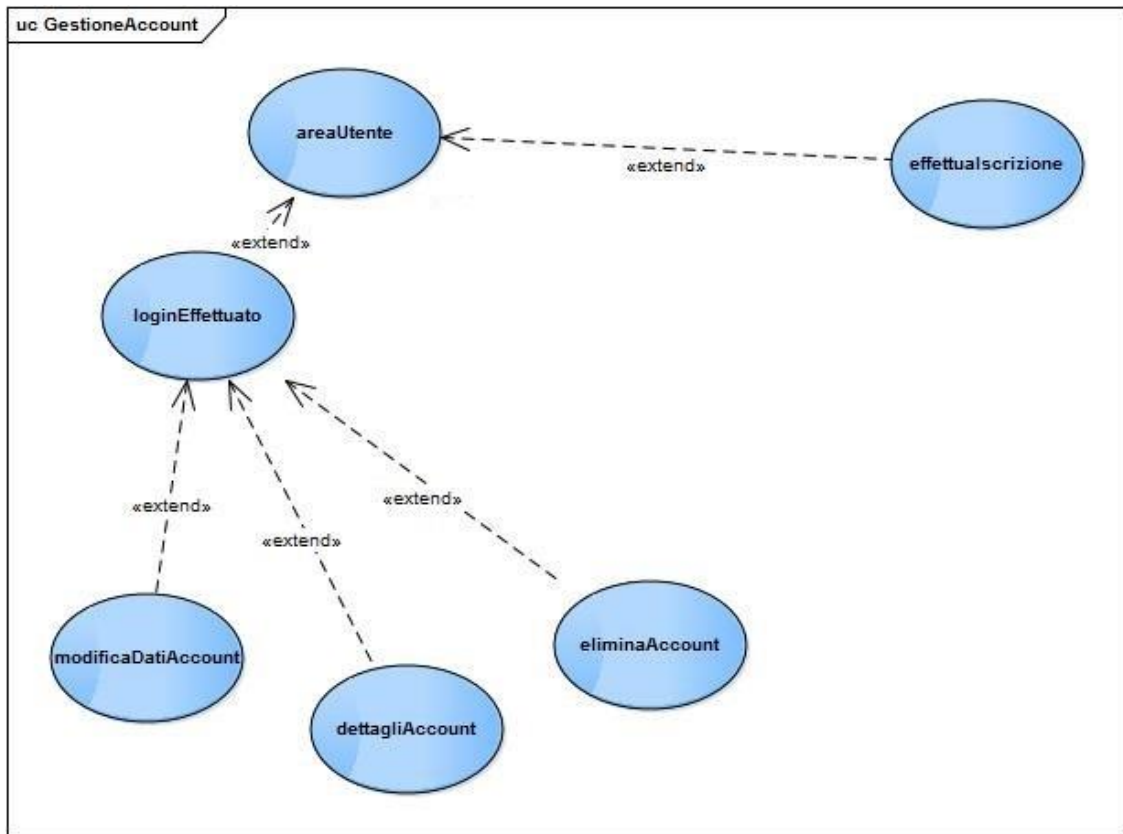 uc GestioneAccount
areaUtente
effettuaIscrizione
«extend»
«extend»
loginEffettuato
«extend»
«extend»
«extend»
modificaDatiAccount
eliminaAccount
dettagliAccount